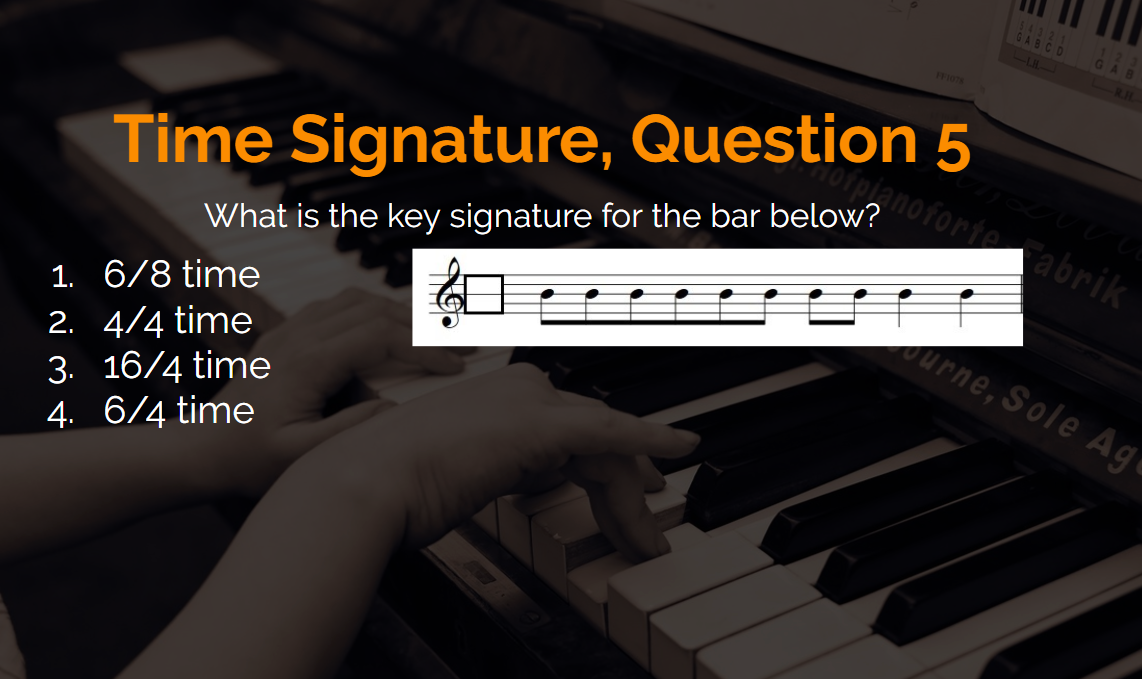 Time Signature, Question 5
What is the key signature for the bar below?
1. 6/8 time
2. 4/4 time
3. 16/4 time
4. 6/4 time
G A B C D
L.H.
G A B
R.H.
Hofpianoforte-Fabrik
ourne, Sole Ag